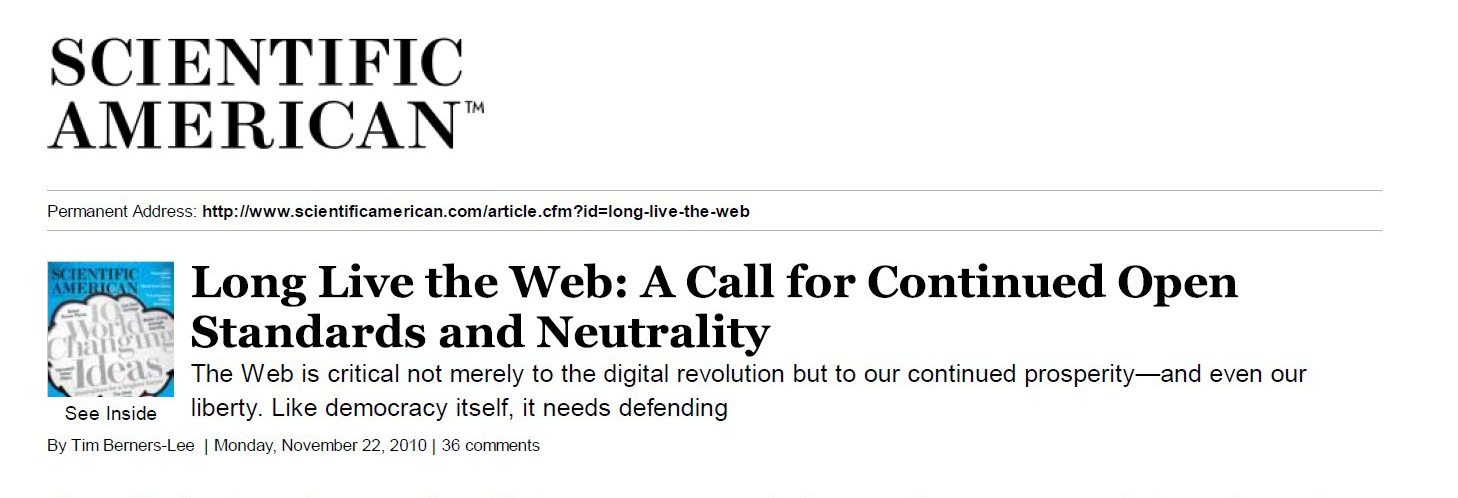 SCIENTIFIC
AMERICAN™
Permanent Address: http://www.scientificamerican.com/article.cfm?id=long-live-the-web
SCIENTIFIC
AMERICAN
10
World
Changing
Ideas
See Inside
Long Live the Web: A Call for Continued Open
Standards and Neutrality
The Web is critical not merely to the digital revolution but to our continued prosperity—and even our
liberty. Like democracy itself, it needs defending
By Tim Berners-Lee | Monday, November 22, 2010 | 36 comments